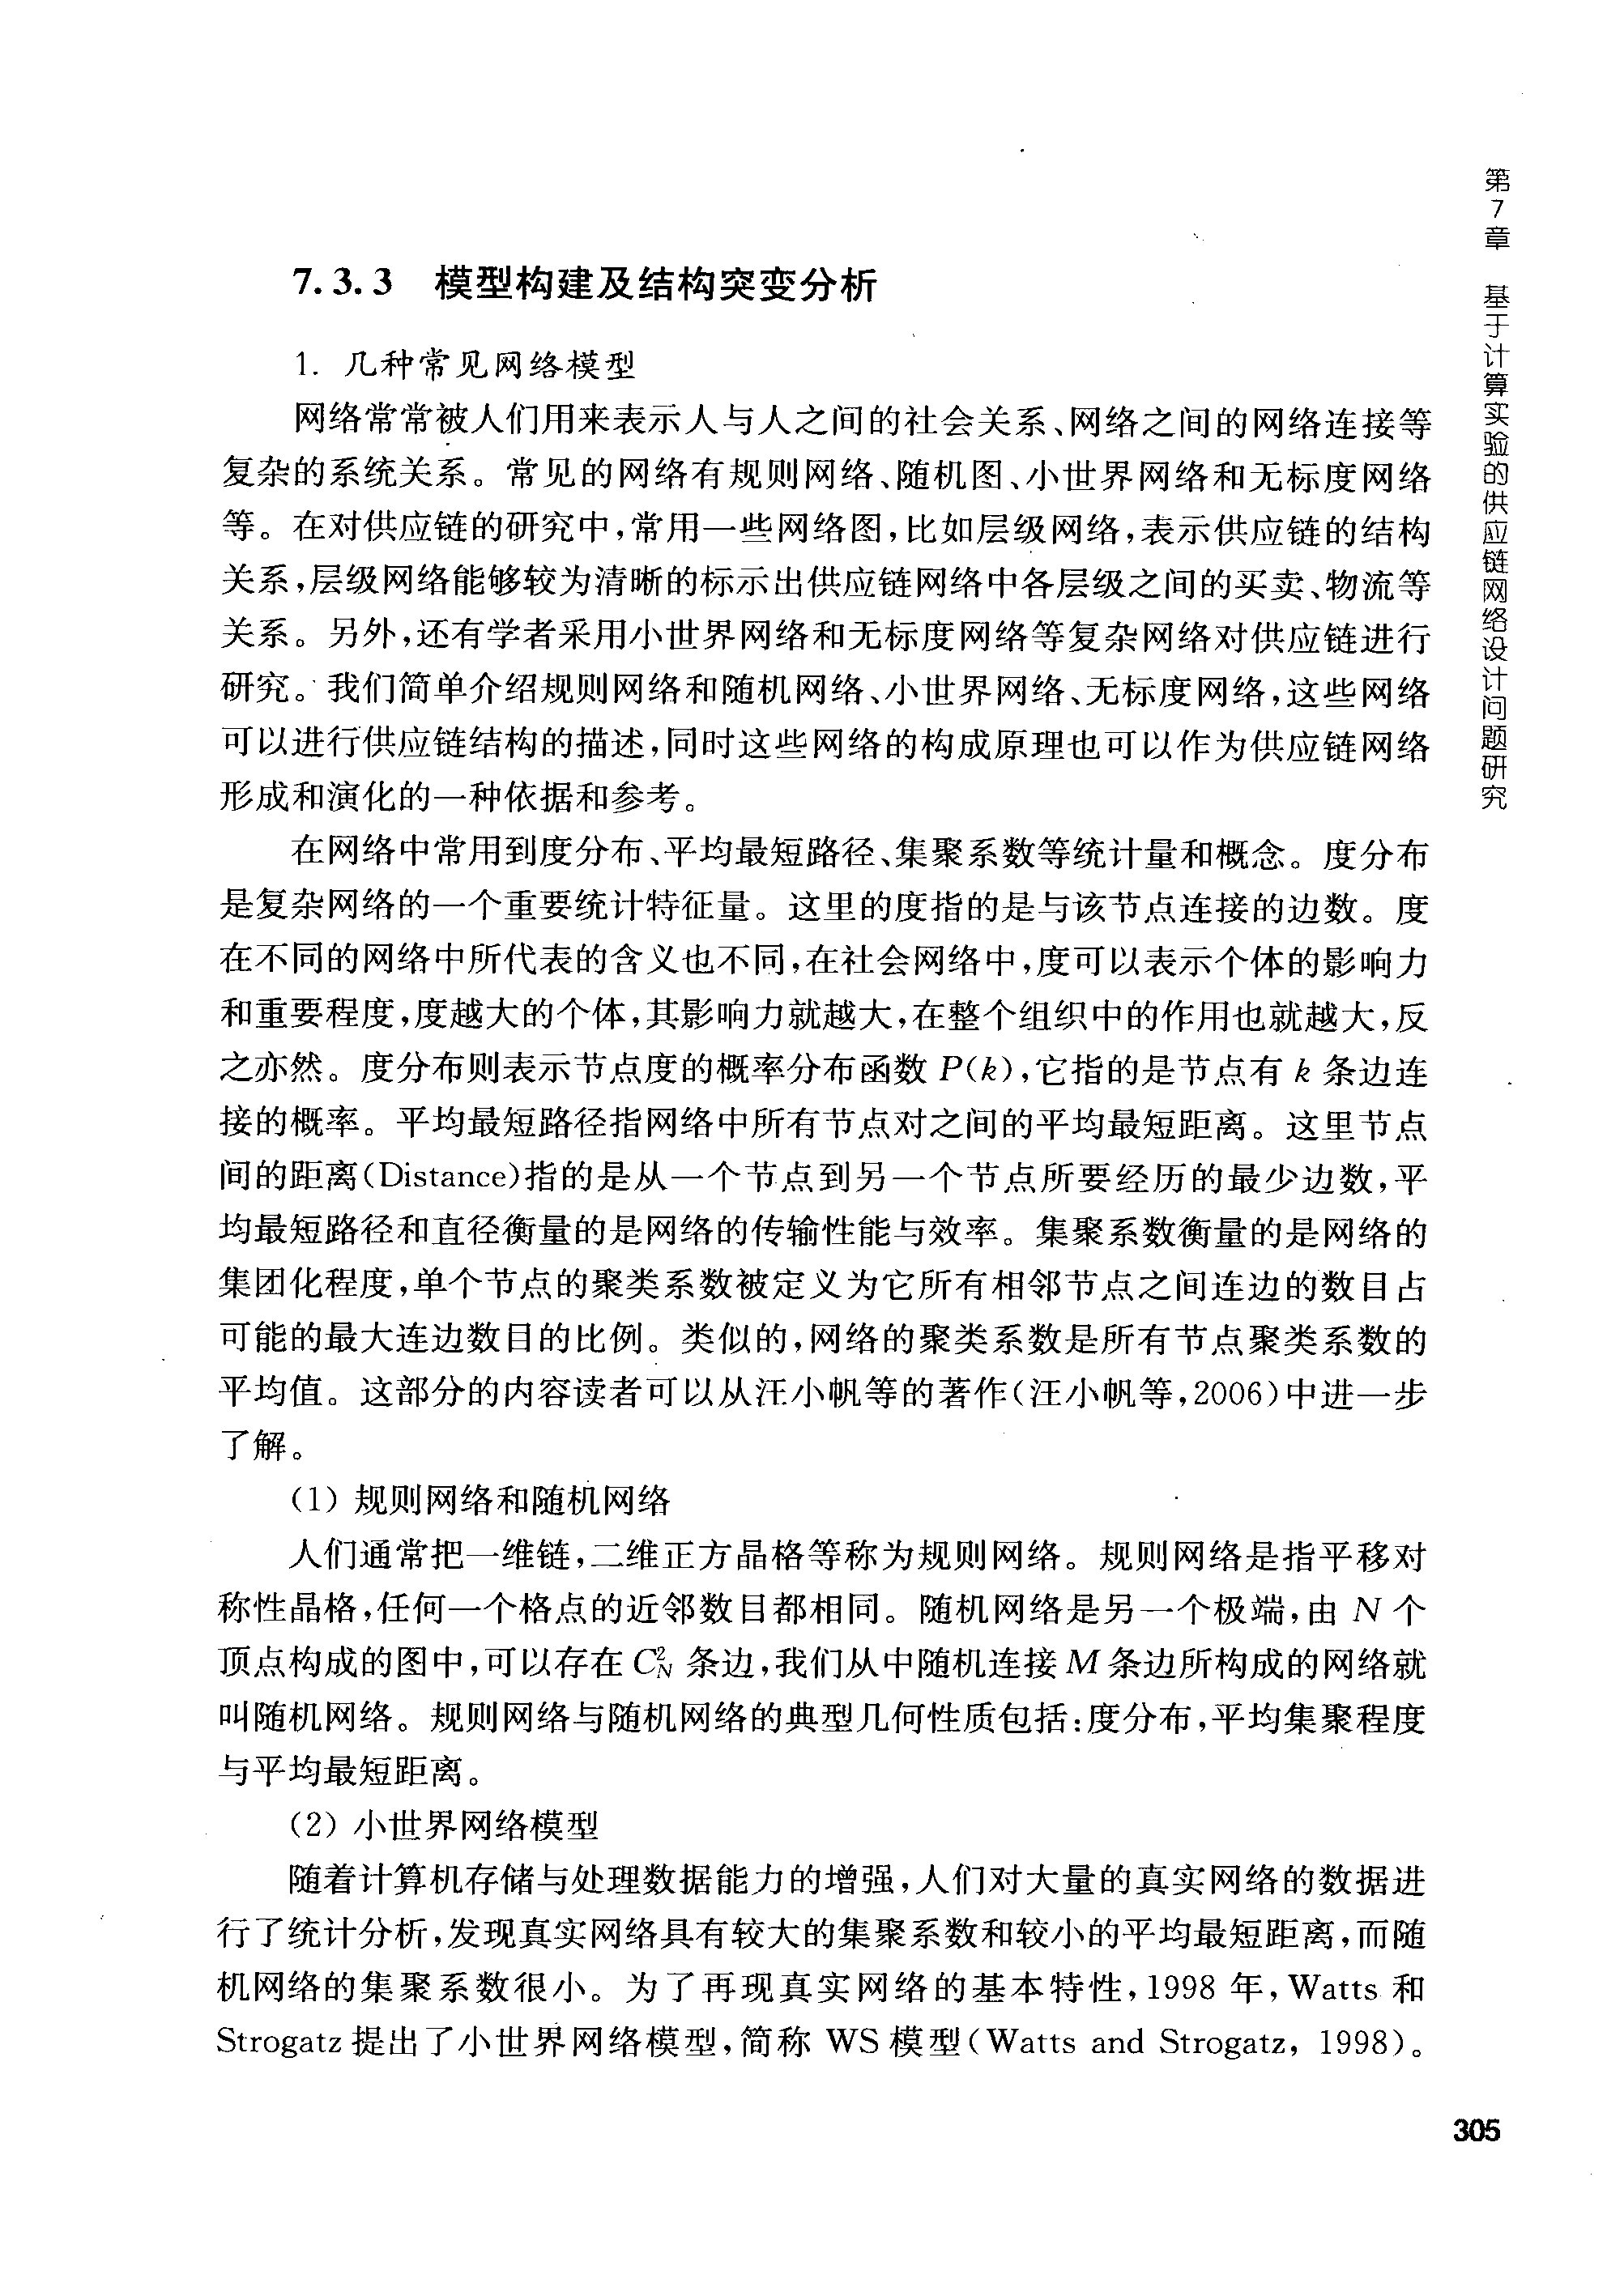 7.3.3 模型构建及结构突变分析
1. 几种常见网络模型
网络常常被人们用来表示人与人之间的社会关系、网络之间的网络连接等
复杂的系统关系。常见的网络有规则网络、随机图、小世界网络和无标度网络
等。在对供应链的研究中,常用一些网络图,比如层级网络,表示供应链的结构
关系,层级网络能够较为清晰的标示出供应链网络中各层级之间的买卖、物流等
关系。另外,还有学者采用小世界网络和无标度网络等复杂网络对供应链进行
研究。我们简单介绍规则网络和随机网络、小世界网络、无标度网络,这些网络
可以进行供应链结构的描述,同时这些网络的构成原理也可以作为供应链网络
形成和演化的一种依据和参考。
在网络中常用到度分布、平均最短路径、集聚系数等统计量和概念。度分布
是复杂网络的一个重要统计特征量。这里的度指的是与该节点连接的边数。度
在不同的网络中所代表的含义也不同,在社会网络中,度可以表示个体的影响力
和重要程度,度越大的个体,其影响力就越大,在整个组织中的作用也就越大,反
之亦然。度分布则表示节点度的概率分布函数 P(k),它指的是节点有 k 条边连
接的概率。平均最短路径指网络中所有节点对之间的平均最短距离。这里节点
间的距离(Distance)指的是从一个节点到另一个节点所要经历的最少边数,平
均最短路径和直径衡量的是网络的传输性能与效率。集聚系数衡量的是网络的
集团化程度,单个节点的聚类系数被定义为它所有相邻节点之间连边的数目占
可能的最大连边数目的比例。类似的,网络的聚类系数是所有节点聚类系数的
平均值。这部分的内容读者可以从汪小帆等的著作(汪小帆等,2006)中进一步
了解。
(1) 规则网络和随机网络
人们通常把一维链,二维正方晶格等称为规则网络。规则网络是指平移对
称性晶格,任何一个格点的近邻数目都相同。随机网络是另一个极端,由 N 个
顶点构成的图中,可以存在 C²_N 条边,我们从中随机连接 M 条边所构成的网络就
叫随机网络。规则网络与随机网络的典型几何性质包括:度分布,平均集聚程度
与平均最短距离。
(2) 小世界网络模型
随着计算机存储与处理数据能力的增强,人们对大量的真实网络的数据进
行了统计分析,发现真实网络具有较大的集聚系数和较小的平均最短距离,而随
机网络的集聚系数很小。为了再现真实网络的基本特性,1998 年,Watts 和
Strogatz 提出了小世界网络模型,简称 WS 模型(Watts and Strogatz, 1998)。
第7章 基于计算实验的供应链网络设计问题研究
305